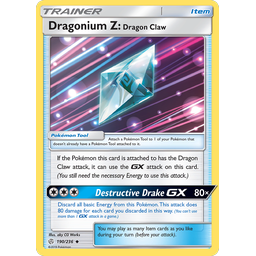 TRAINER Item
Dragonium Z: Dragon Claw
Pokémon Tool
Attach a Pokémon Tool to 1 of your Pokémon that
doesn't already have a Pokémon Tool attached to it.
If the Pokémon this card is attached to has the Dragon
Claw attack, it can use the GX attack on this card.
(You still need the necessary Energy to use this attack.)
Destructive Drake GX 80×
Discard all basic Energy from this Pokémon. This attack does
80 damage for each card you discarded in this way. (You can't use
more than 1 GX attack in a game.)
Illus. aky CG Works
190/236
You may play as many Item cards as you like
during your turn (before your attack).